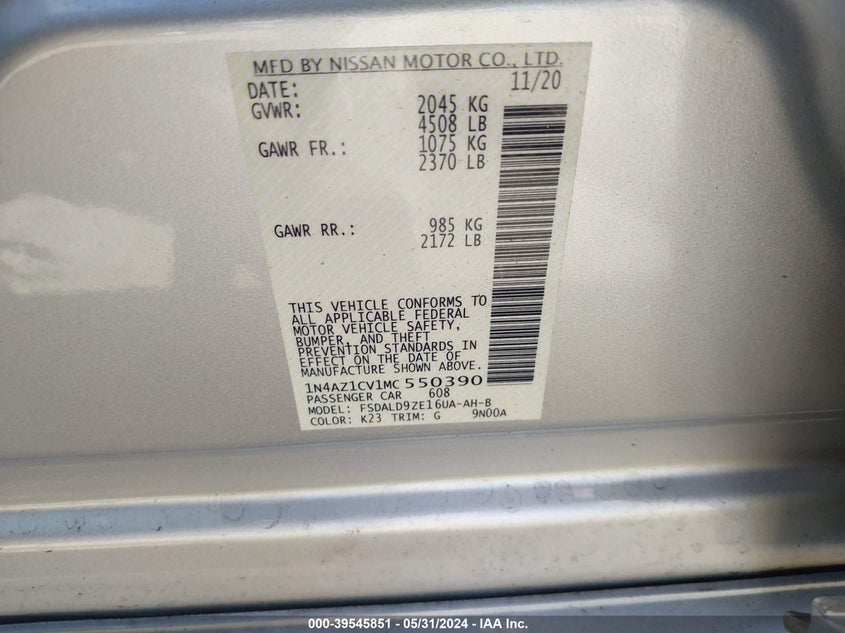 MFD BY NISSAN MOTOR CO., LTD.
DATE: 11/20
GVWR: 2045 KG
4508 LB
GAWR FR.: 1075 KG
2370 LB
GAWR RR.: 985 KG
2172 LB
THIS VEHICLE CONFORMS TO
ALL APPLICABLE FEDERAL
MOTOR VEHICLE SAFETY,
BUMPER, AND THEFT
PREVENTION STANDARDS IN
EFFECT ON THE DATE OF
MANUFACTURE SHOWN ABOVE.
1N4AZ1CV1MC550390
PASSENGER CAR 608
MODEL: FSDALD9ZE16UA-AH-B
COLOR: K23 TRIM: G 9N00A
000-39545851 / 05/31/2024 - IAA Inc.